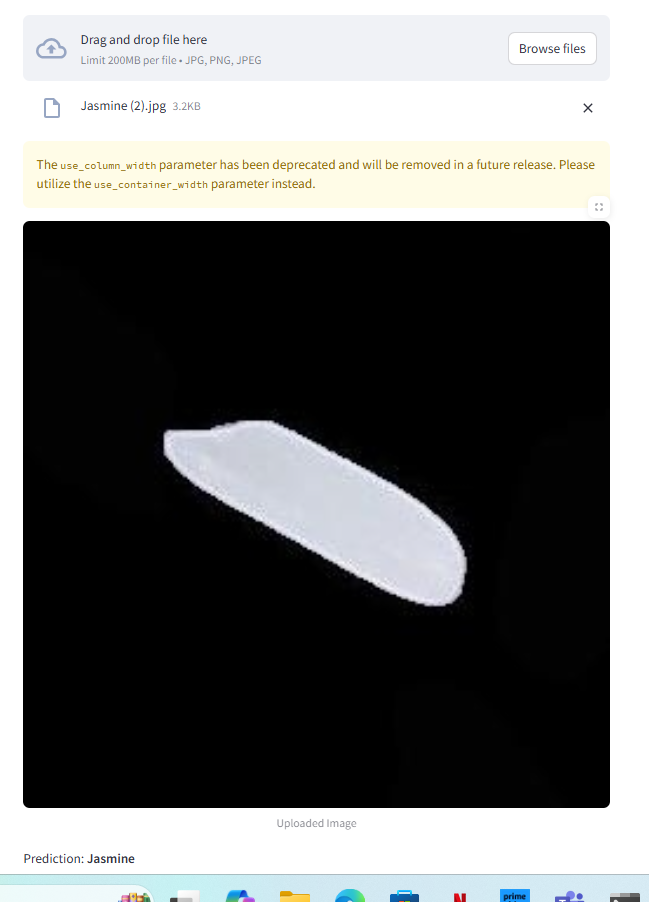 Drag and drop file here
Limit 200MB per file • JPG, PNG, JPEG
Browse files
Jasmine (2).jpg 3.2KB
The use_column_width parameter has been deprecated and will be removed in a future release. Please
utilize the use_container_width parameter instead.
Uploaded Image
Prediction: Jasmine
prime